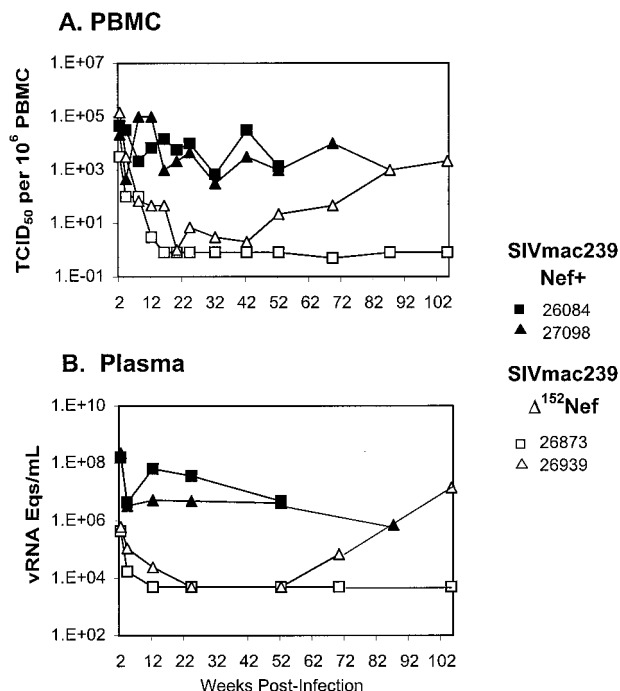 A. PBMC
TCID50 per 10^6 PBMC
1.E+07
1.E+05
1.E+03
1.E+01
1.E-01
2 12 22 32 42 52 62 72 82 92 102
SIVmac239
Nef+
26084
27098
SIVmac239
Δ152Nef
26873
26939
B. Plasma
vRNA Eqs/mL
1.E+10
1.E+08
1.E+06
1.E+04
1.E+02
2 12 22 32 42 52 62 72 82 92 102
Weeks Post-Infection